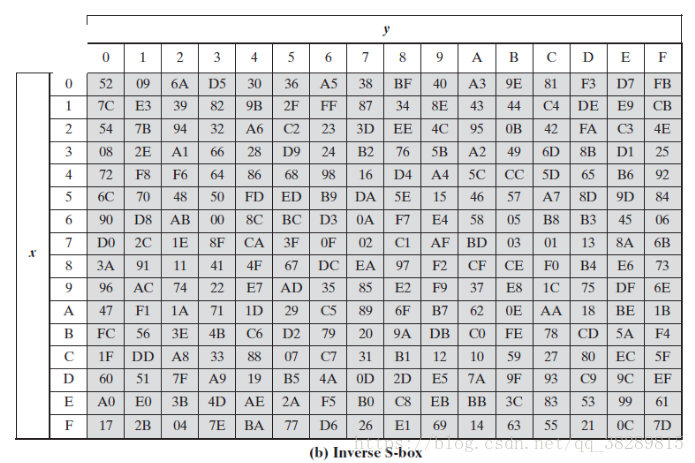 y
0 1 2 3 4 5 6 7 8 9 A B C D E F
x
0 52 09 6A D5 30 36 A5 38 BF 40 A3 9E 81 F3 D7 FB
1 7C E3 39 82 9B 2F FF 87 34 8E 43 44 C4 DE E9 CB
2 54 7B 94 32 A6 C2 23 3D EE 4C 95 0B 42 FA C3 4E
3 08 2E A1 66 28 D9 24 B2 76 5B A2 49 6D 8B D1 25
4 72 F8 F6 64 86 68 98 16 D4 A4 5C CC 5D 65 B6 92
5 6C 70 48 50 FD ED B9 DA 5E 15 46 57 A7 8D 9D 84
6 90 D8 AB 00 8C BC D3 0A F7 E4 58 05 B8 B3 45 06
7 D0 2C 1E 8F CA 3F 0F 02 C1 AF BD 03 01 13 8A 6B
8 3A 91 11 41 4F 67 DC EA 97 F2 CF CE F0 B4 E6 73
9 96 AC 74 22 E7 AD 35 85 E2 F9 37 E8 1C 75 DF 6E
A 47 F1 1A 71 1D 29 C5 89 6F B7 62 0E AA 18 BE 1B
B FC 56 3E 4B C6 D2 79 20 9A DB C0 FE 78 CD 5A F4
C 1F DD A8 33 88 07 C7 31 B1 12 10 59 27 80 EC 5F
D 60 51 7F A9 19 B5 4A 0D 2D E5 7A 9F 93 C9 9C EF
E A0 E0 3B 4D AE 2A F5 B0 C8 EB BB 3C 83 53 99 61
F 17 2B 04 7E BA 77 D6 26 E1 69 14 63 55 21 0C 7D
https://blog.csdn.net/qq_38289815
(b) Inverse S-box